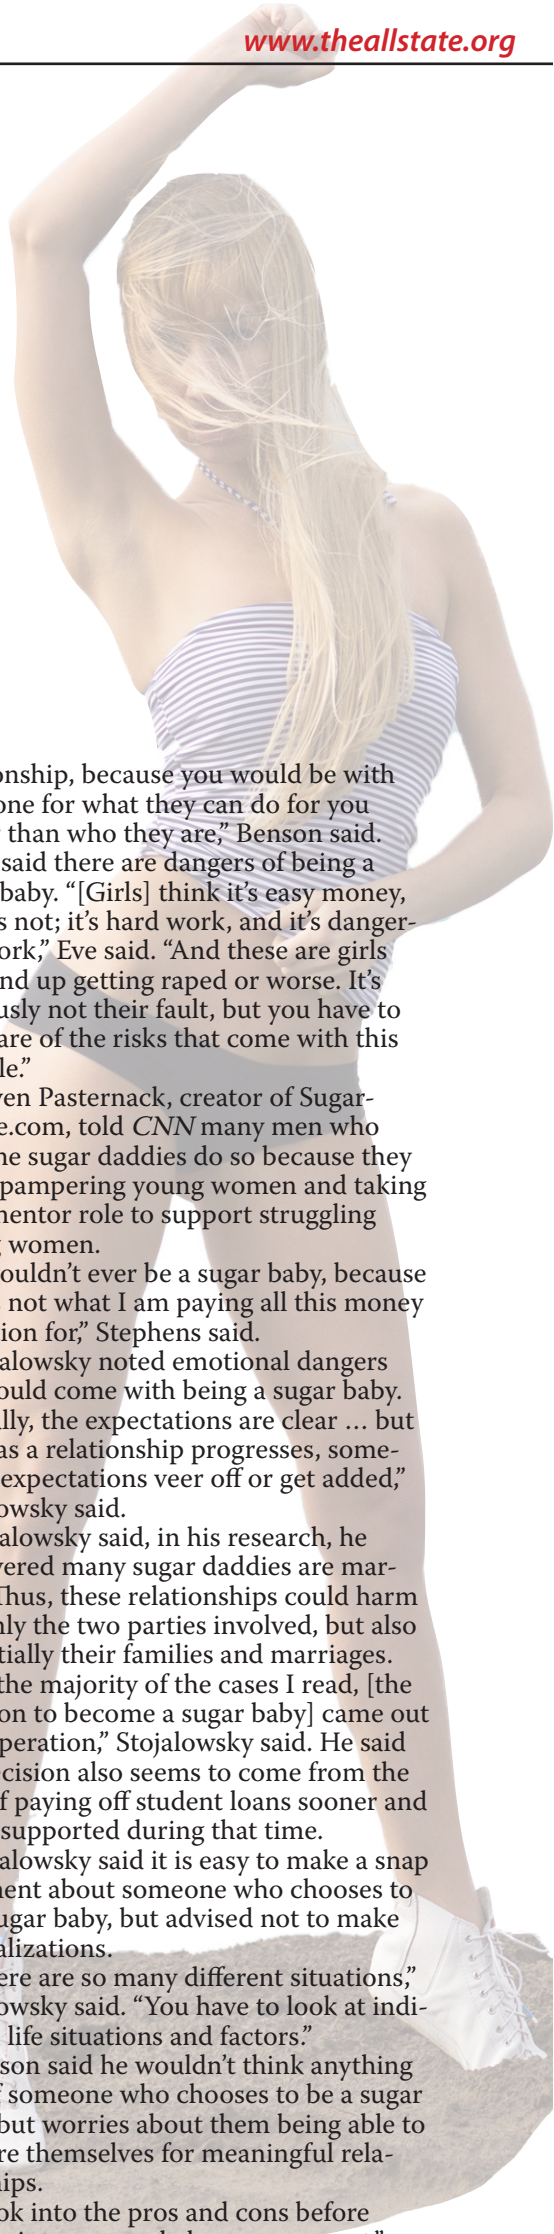 www.theallstate.org
onship, because you would be with
one for what they can do for you
than who they are,” Benson said.
said there are dangers of being a
baby. “[Girls] think it’s easy money,
s not; it’s hard work, and it’s danger-
ork,” Eve said. “And these are girls
nd up getting raped or worse. It’s
usly not their fault, but you have to
are of the risks that come with this
le.”
ven Pasternack, creator of Sugar-
e.com, told CNN many men who
ne sugar daddies do so because they
pampering young women and taking
mentor role to support struggling
g women.
ouldn’t ever be a sugar baby, because
not what I am paying all this money
tion for,” Stephens said.
alowsky noted emotional dangers
ould come with being a sugar baby.
lly, the expectations are clear ... but
as a relationship progresses, some-
expectations veer off or get added,”
owsky said.
alowsky said, in his research, he
vered many sugar daddies are mar-
Thus, these relationships could harm
nly the two parties involved, but also
tially their families and marriages.
the majority of the cases I read, [the
on to become a sugar baby] came out
peration,” Stojalowsky said. He said
cision also seems to come from the
f paying off student loans sooner and
supported during that time.
alowsky said it is easy to make a snap
ment about someone who chooses to
ugar baby, but advised not to make
alizations.
ere are so many different situations,”
owsky said. “You have to look at indi-
life situations and factors.”
son said he wouldn’t think anything
f someone who chooses to be a sugar
but worries about them being able to
re themselves for meaningful rela-
hips.
ok into the pros and cons before